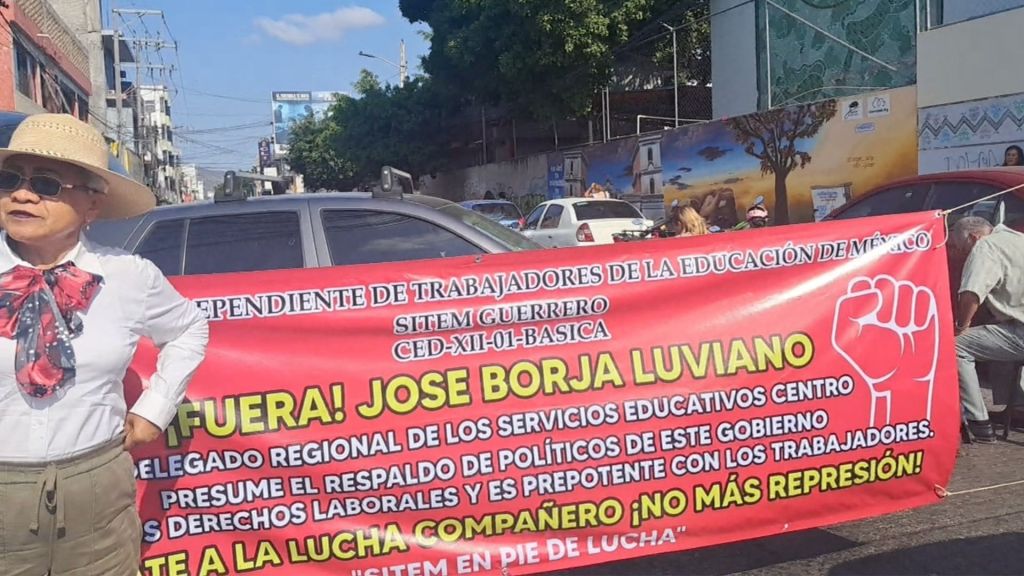 EPENDIENTE DE TRABAJADORES DE LA EDUCACIÓN DE MÉXICO
SITEM GUERRERO
CED-XII-01-BASICA
¡FUERA! JOSE BORJA LUVIANO
DELEGADO REGIONAL DE LOS SERVICIOS EDUCATIVOS CENTRO
PRESUME EL RESPALDO DE POLÍTICOS DE ESTE GOBIERNO
S DERECHOS LABORALES Y ES PREPOTENTE CON LOS TRABAJADORES.
TE A LA LUCHA COMPAÑERO ¡NO MÁS REPRESIÓN!
"SITEM EN PIE DE LUCHA"